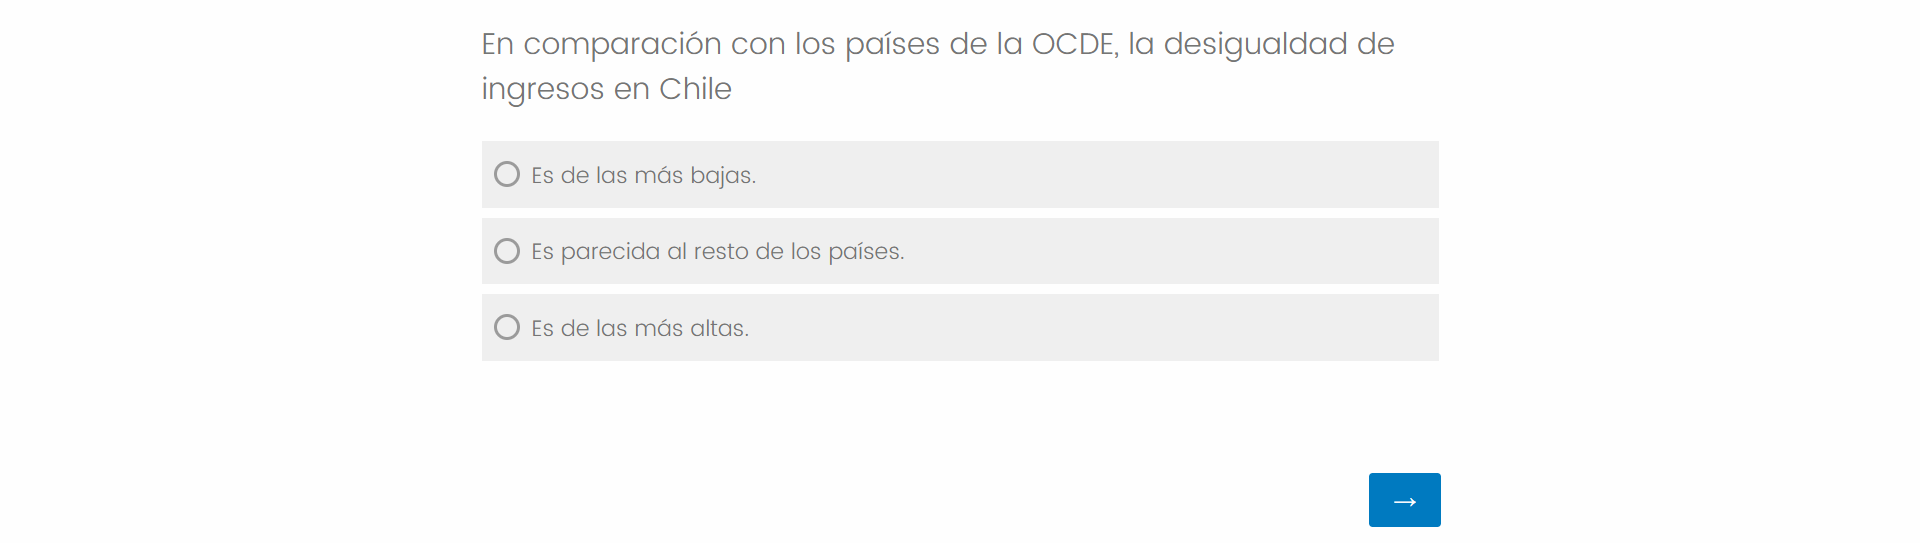 En comparación con los países de la OCDE, la desigualdad de
ingresos en Chile
Es de las más bajas.
Es parecida al resto de los países.
Es de las más altas.
→